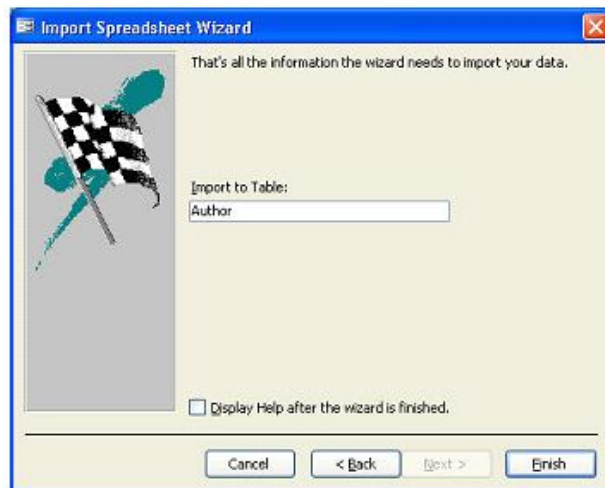 Import Spreadsheet Wizard
That's all the information the wizard needs to import your data.
Import to Table:
Author
Display Help after the wizard is finished.
Cancel
< Back
Next >
Finish